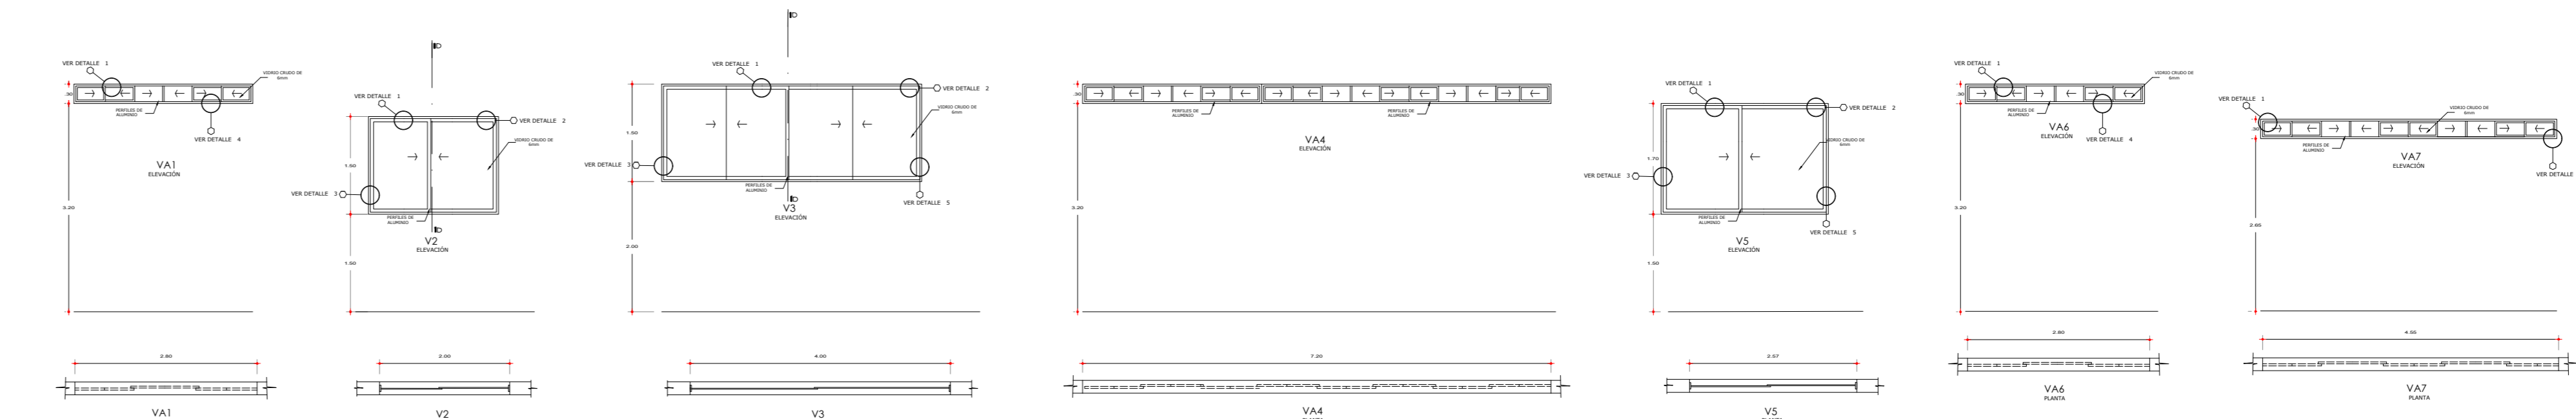 VER DETALLE 1
VIDRIO CRUDO DE
6mm
.30
PERFILES DE
ALUMINIO
VER DETALLE 4
VA1
ELEVACIÓN
3.20
2.80
VA1
VER DETALLE 1
VER DETALLE 2
VIDRIO CRUDO DE
6mm
1.50
VER DETALLE 3
PERFILES DE
ALUMINIO
V2
ELEVACIÓN
1.50
2.00
V2
VER DETALLE 1
VER DETALLE 2
VIDRIO CRUDO DE
6mm
1.50
VER DETALLE 3
PERFILES DE
ALUMINIO
VER DETALLE 5
V3
ELEVACIÓN
2.00
4.00
V3
.30
PERFILES DE
ALUMINIO
PERFILES DE
ALUMINIO
VA4
ELEVACIÓN
3.20
7.20
VA4
VER DETALLE 1
VER DETALLE 2
VIDRIO CRUDO DE
6mm
1.70
VER DETALLE 3
PERFILES DE
ALUMINIO
VER DETALLE 5
V5
ELEVACIÓN
1.50
2.57
V5
VER DETALLE 1
VIDRIO CRUDO DE
6mm
.30
PERFILES DE
ALUMINIO
VA6
ELEVACIÓN
VER DETALLE 4
3.20
2.80
VA6
PLANTA
VER DETALLE 1
VIDRIO CRUDO DE
6mm
.30
PERFILES DE
ALUMINIO
VA7
ELEVACIÓN
VER DETALLE
2.65
4.55
VA7
PLANTA